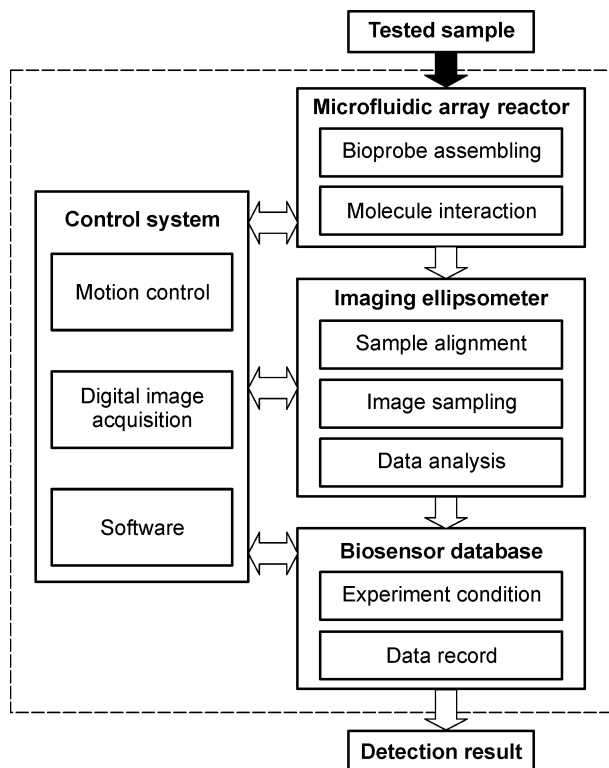 Tested sample
Microfluidic array reactor
Bioprobe assembling
Molecule interaction
Control system
Motion control
Digital image
acquisition
Software
Imaging ellipsometer
Sample alignment
Image sampling
Data analysis
Biosensor database
Experiment condition
Data record
Detection result